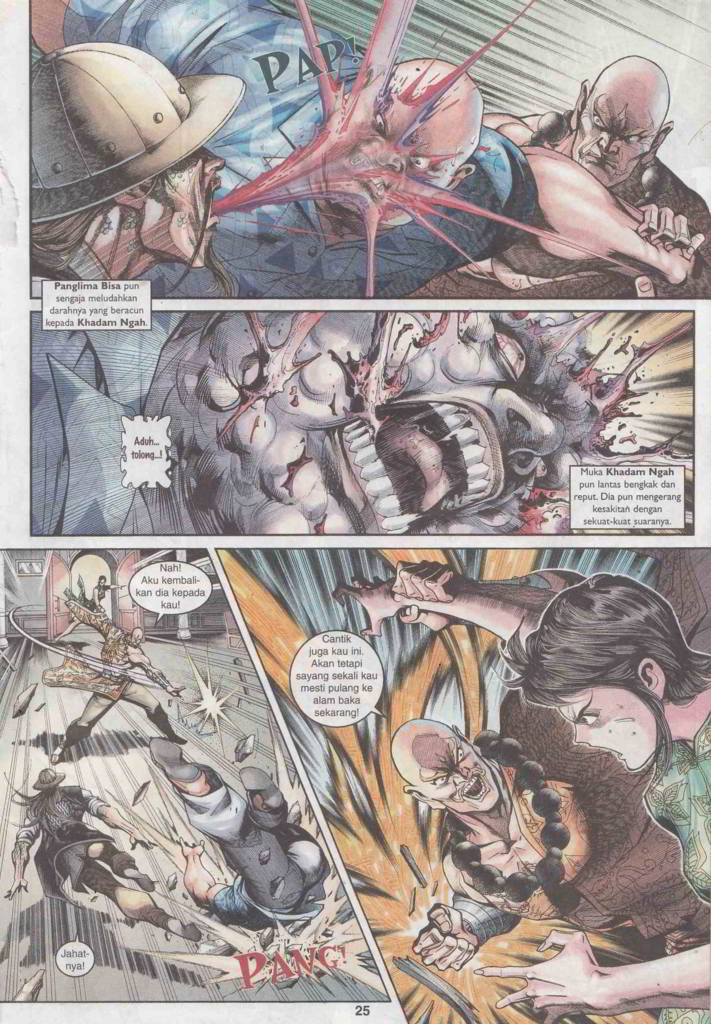 PAP!
Panglima Bisa pun
sengaja meludahkan
darahnya yang beracun
kepada Khadam Ngah.
Aduh...
tolong...!
Muka Khadam Ngah
pun lantas bengkak dan
reput. Dia pun mengerang
kesakitan dengan
sekuat-kuat suaranya.
Nah!
Aku kembali-
kan dia kepada
kau!
Jahat-
nya!
PANG!
Cantik
juga kau ini.
Akan tetapi
sayang sekali kau
mesti pulang ke
alam baka
sekarang!
25